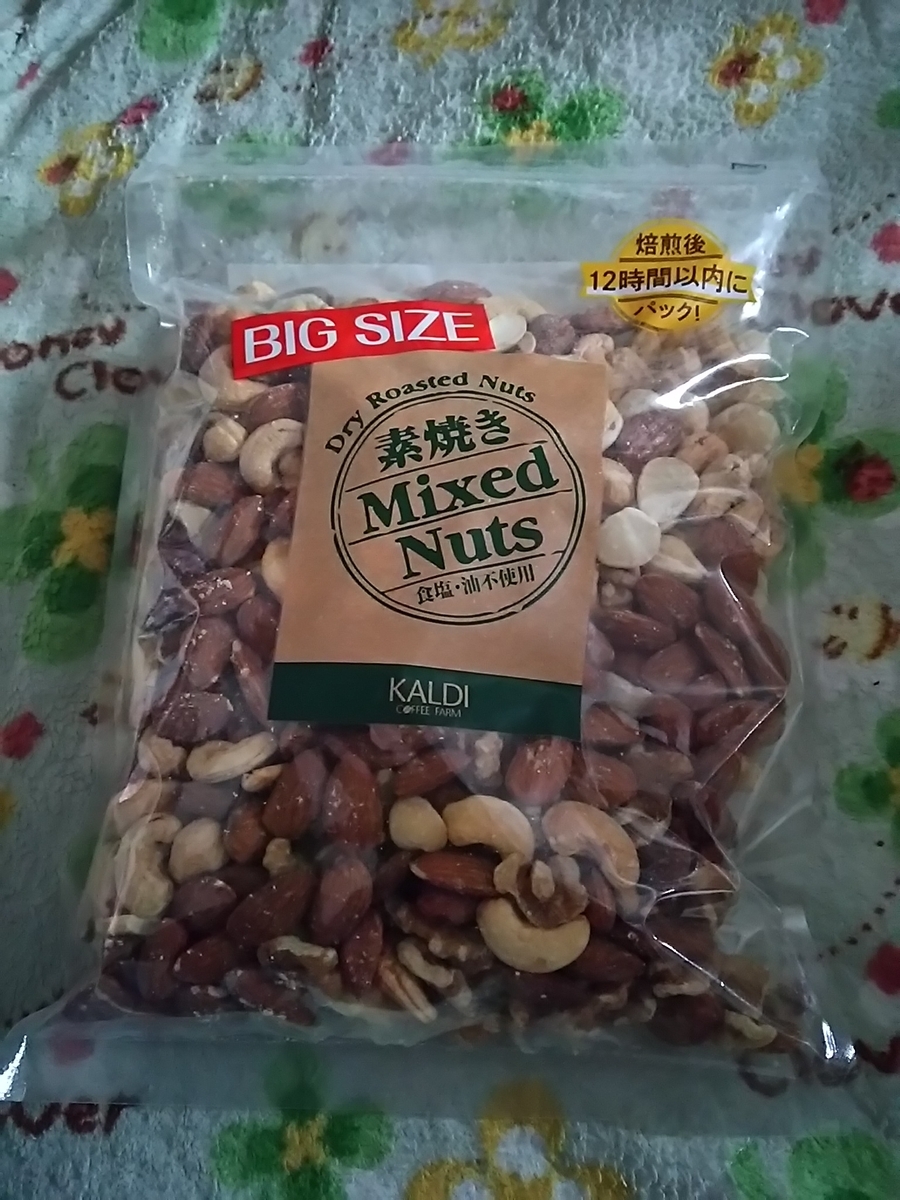 焙煎後
12時間以内に
パック!
BIG SIZE
Dry Roasted Nuts
素焼き
Mixed
Nuts
食塩・油不使用
KALDI
COFFEE FARM